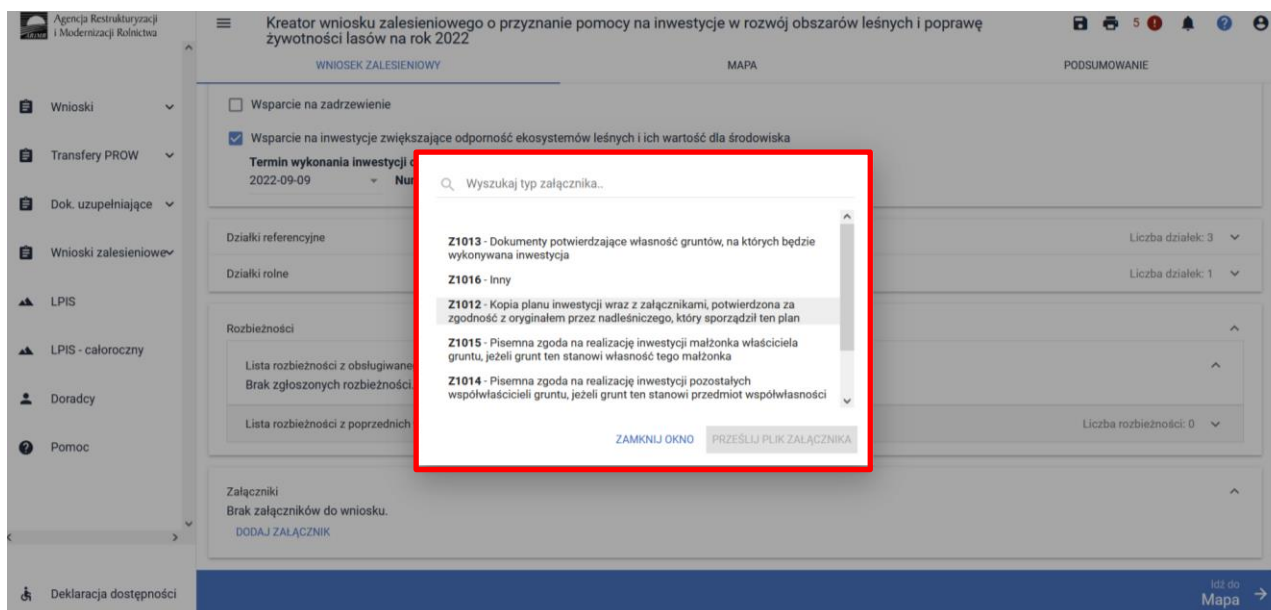 Agencja Restrukturyzacji
i Modernizacji Rolnictwa
Kreator wniosku zalesieniowego o przyznanie pomocy na inwestycje w rozwój obszarów leśnych i poprawę
żywotności lasów na rok 2022
5
WNIOSEK ZALESIENIOWY
MAPA
PODSUMOWANIE
Wnioski
Transfery PROW
Dok. uzupełniające
Wnioski zalesieniowe
LPIS
LPIS - całoroczny
Doradcy
Pomoc
Deklaracja dostępności
Wsparcie na zadrzewienie
Wsparcie na inwestycje zwiększające odporność ekosystemów leśnych i ich wartość dla środowiska
Termin wykonania inwestycji
2022-09-09
Działki referencyjne
Liczba działek: 3
Działki rolne
Liczba działek: 1
Rozbieżności
Lista rozbieżności z
Brak zgłoszonych rozbieżności.
Lista rozbieżności z poprzednich
Liczba rozbieżności: 0
Załączniki
Brak załączników do wniosku.
DODAJ ZAŁĄCZNIK
Wyszukaj typ załącznika..
Z1013 - Dokumenty potwierdzające własność gruntów, na których będzie
wykonywana inwestycja
Z1016 - Inny
Z1012 - Kopia planu inwestycji wraz z załącznikami, potwierdzona za
zgodność z oryginałem przez nadleśniczego, który sporządził ten plan
Z1015 - Pisemna zgoda na realizację inwestycji małżonka właściciela
gruntu, jeżeli grunt ten stanowi własność tego małżonka
Z1014 - Pisemna zgoda na realizację inwestycji pozostałych
współwłaścicieli gruntu, jeżeli grunt ten stanowi przedmiot współwłasności
ZAMKNIJ OKNO
PRZEŚLIJ PLIK ZAŁĄCZNIKA
Idź do
Mapa